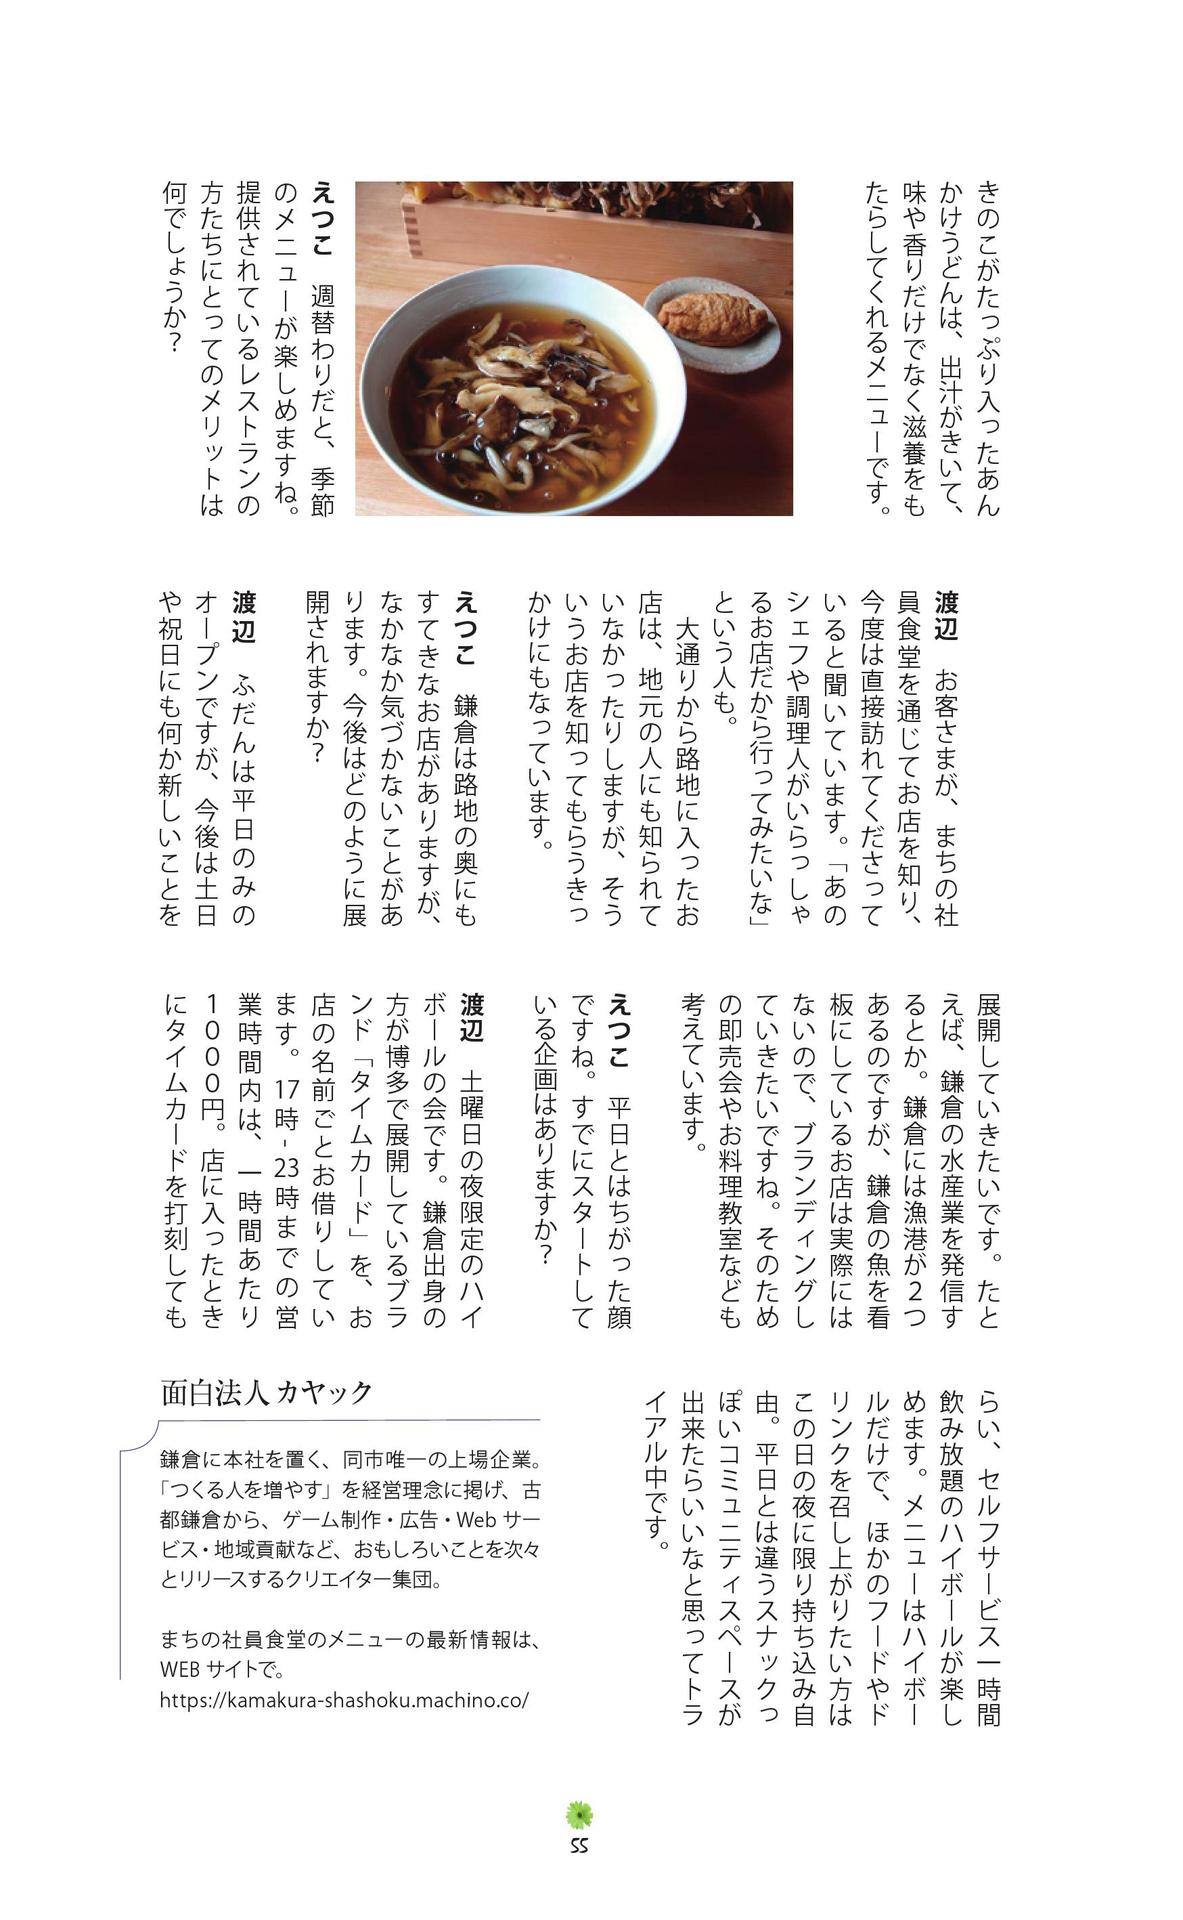 きのこがたっぷり入ったあん
かけうどんは、出汁がきいて、
味や香りだけでなく滋養をも
たらしてくれるメニューです。
えつこ　週替わりだと、季節
のメニューが楽しめますね。
提供されているレストランの
方たちにとってのメリットは
何でしょうか？
渡辺　お客さまが、まちの社
員食堂を通じてお店を知り、
今度は直接訪れてくださって
いると聞いています。「あの
シェフや調理人がいらっしゃ
るお店だから行ってみたいな」
という人も。
　大通りから路地に入ったお
店は、地元の人にも知られて
いなかったりしますが、そう
いうお店を知ってもらうきっ
かけにもなっています。
えつこ　鎌倉は路地の奥にも
すてきなお店がありますが、
なかなか気づかないことがあ
ります。今後はどのように展
開されますか？
渡辺　ふだんは平日のみの
オープンですが、今後は土日
や祝日にも何か新しいことを
展開していきたいです。たと
えば、鎌倉の水産業を発信す
るとか。鎌倉には漁港が２つ
あるのですが、鎌倉の魚を看
板にしているお店は実際には
ないので、ブランディングし
ていきたいですね。そのため
の即売会やお料理教室なども
考えています。
えつこ　平日とはちがった顔
ですね。すでにスタートして
いる企画はありますか？
渡辺　土曜日の夜限定のハイ
ボールの会です。鎌倉出身の
方が博多で展開しているブラ
ンド「タイムカード」を、お
店の名前ごとお借りしてい
ます。17時-23時までの営
業時間内は、一時間あたり
１０００円。店に入ったとき
にタイムカードを打刻しても
らい、セルフサービス一時間
飲み放題のハイボールが楽し
めます。メニューはハイボー
ルだけで、ほかのフードやド
リンクを召し上がりたい方は
この日の夜に限り持ち込み自
由。平日とは違うスナックっ
ぽいコミュニティスペースが
出来たらいいなと思ってトラ
イアル中です。
面白法人 カヤック
鎌倉に本社を置く、同市唯一の上場企業。
「つくる人を増やす」を経営理念に掲げ、古
都鎌倉から、ゲーム制作・広告・Web サー
ビス・地域貢献など、おもしろいことを次々
とリリースするクリエイター集団。
まちの社員食堂のメニューの最新情報は、
WEB サイトで。
https://kamakura-shashoku.machino.co/
55